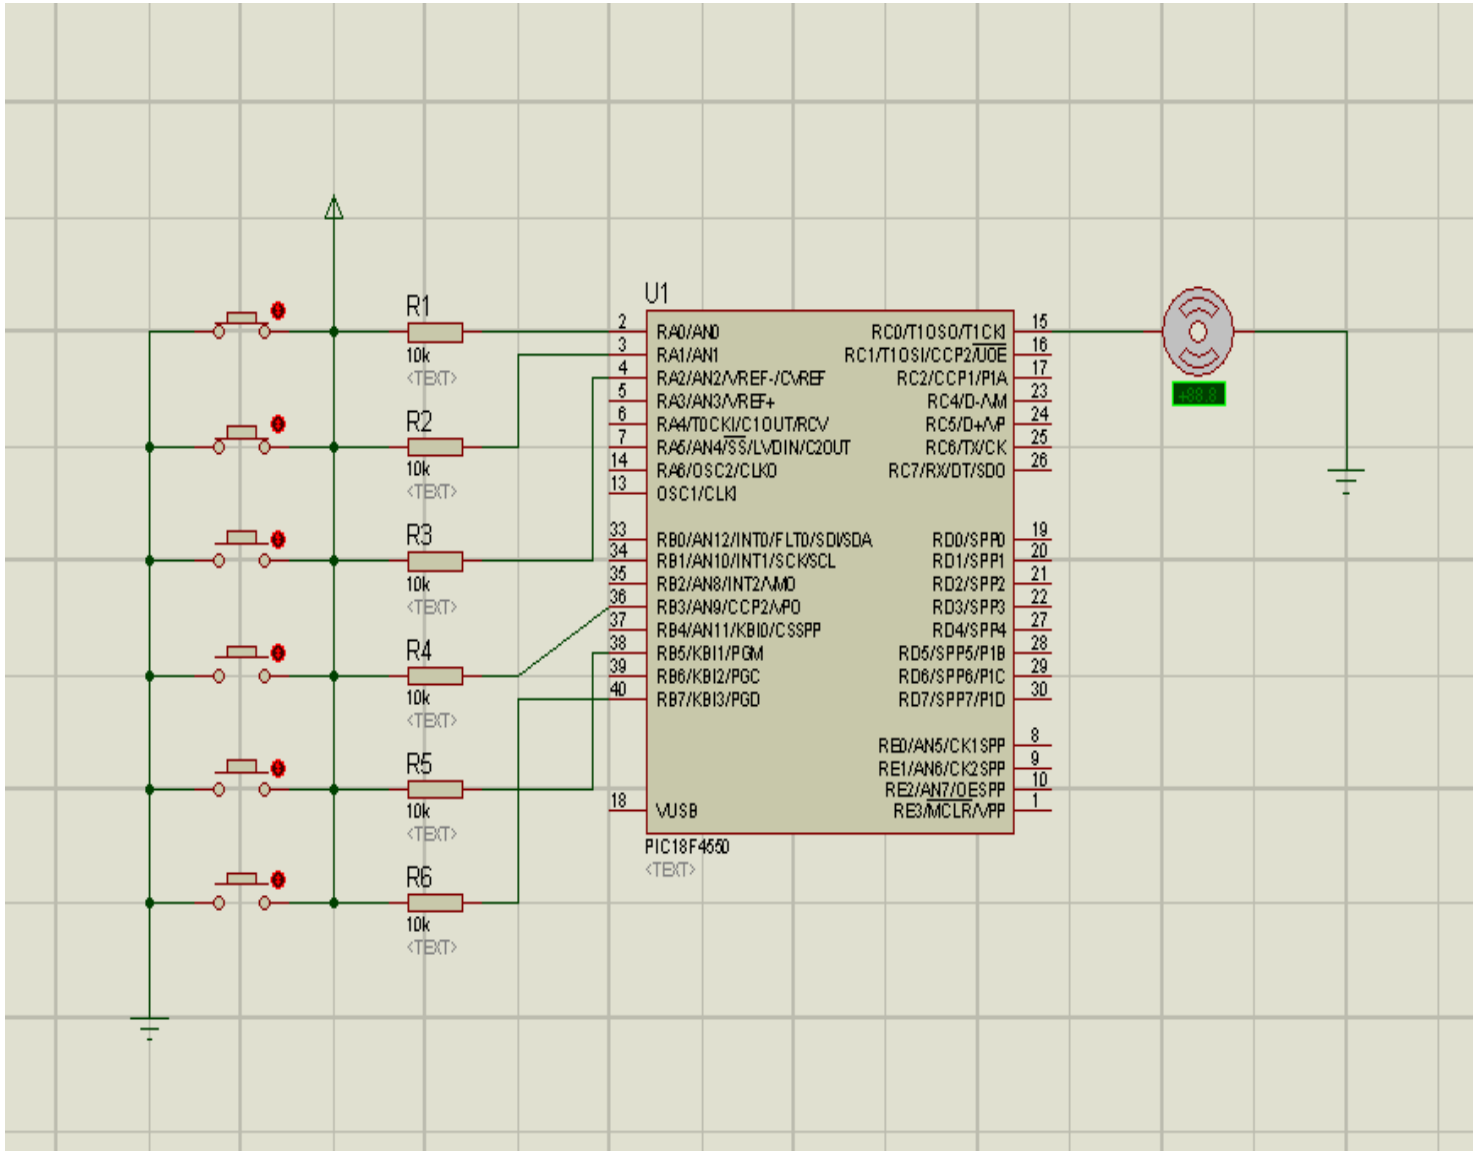 R1
10k
<TEXT>
R2
10k
<TEXT>
R3
10k
<TEXT>
R4
10k
<TEXT>
R5
10k
<TEXT>
R6
10k
<TEXT>
U1
2 RA0/AN0
3 RA1/AN1
4 RA2/AN2/VREF-/CVREF
5 RA3/AN3/VREF+
6 RA4/T0CKI/C1OUT/RCV
7 RA5/AN4/SS/LVDIN/C2OUT
14 RA6/OSC2/CLKO
13 OSC1/CLKI
33 RB0/AN12/INT0/FLT0/SDI/SDA
34 RB1/AN10/INT1/SCK/SCL
35 RB2/AN8/INT2/VMO
36 RB3/AN9/CCP2/VPO
37 RB4/AN11/KBI0/CSSPP
38 RB5/KBI1/PGM
39 RB6/KBI2/PGC
40 RB7/KBI3/PGD
18 VUSB
RC0/T1OSO/T1CKI 15
RC1/T1OSI/CCP2/UOE 16
RC2/CCP1/P1A 17
RC4/D-/VM 23
RC5/D+/VP 24
RC6/TX/CK 25
RC7/RX/DT/SDO 26
RD0/SPP0 19
RD1/SPP1 20
RD2/SPP2 21
RD3/SPP3 22
RD4/SPP4 27
RD5/SPP5/P1B 28
RD6/SPP6/P1C 29
RD7/SPP7/P1D 30
RE0/AN5/CK1SPP 8
RE1/AN6/CK2SPP 9
RE2/AN7/OESPP 10
RE3/MCLR/VPP 1
PIC18F4550
<TEXT>
+88.8